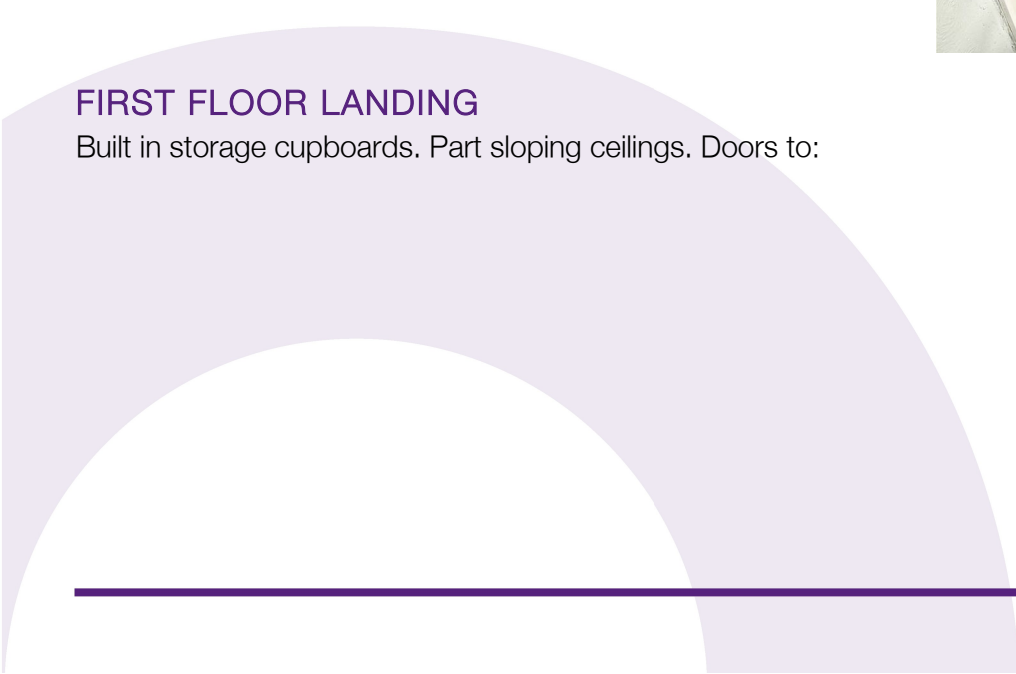 FIRST FLOOR LANDING
Built in storage cupboards. Part sloping ceilings. Doors to: